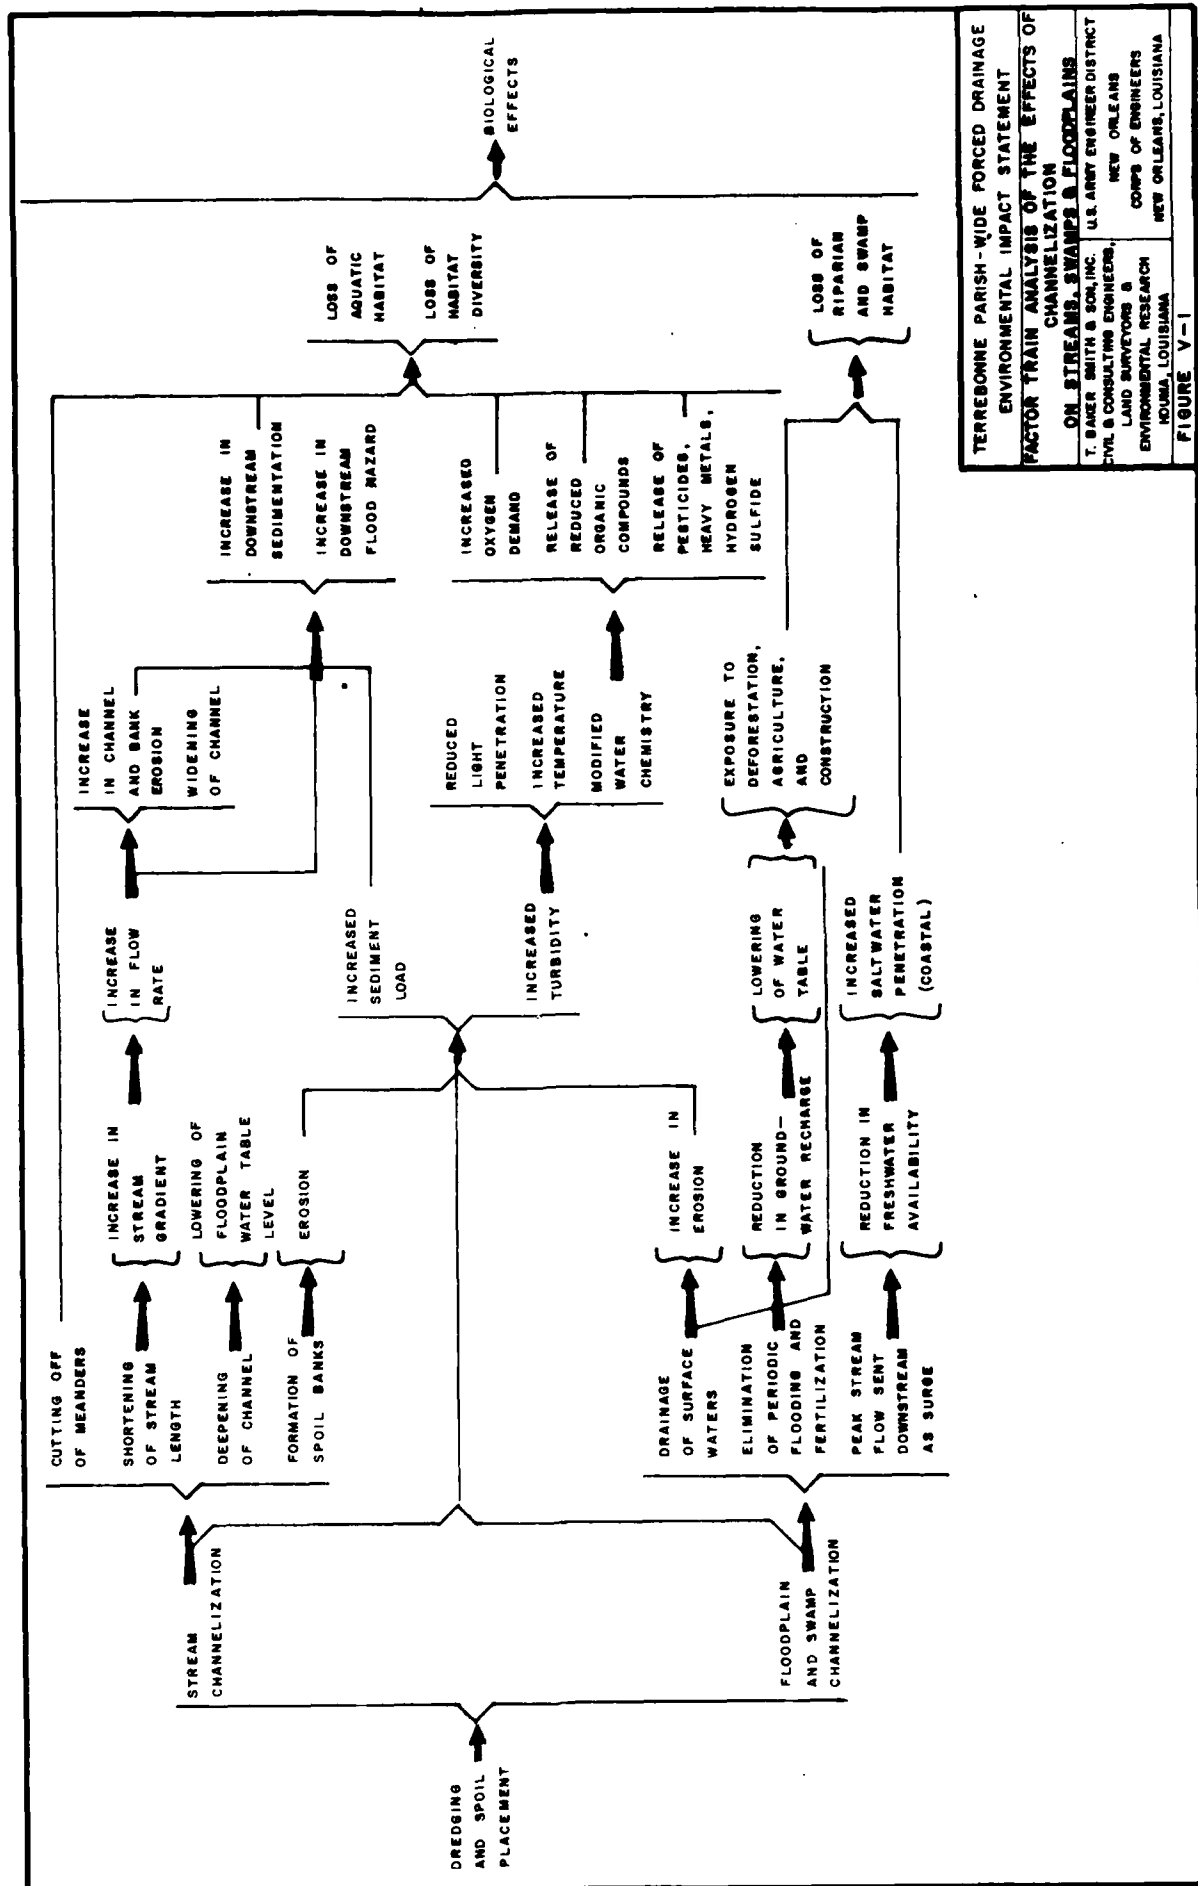 DREDGING
AND SPOIL
PLACEMENT
STREAM
CHANNELIZATION
FLOODPLAIN
AND SWAMP
CHANNELIZATION
CUTTING OFF
OF MEANDERS
SHORTENING
OF STREAM
LENGTH
DEEPENING
OF CHANNEL
FORMATION OF
SPOIL BANKS
DRAINAGE
OF SURFACE
WATERS
ELIMINATION
OF PERIODIC
FLOODING AND
FERTILIZATION
PEAK STREAM
FLOW SENT
DOWNSTREAM
AS SURGE
INCREASE IN
STREAM
GRADIENT
LOWERING OF
FLOODPLAIN
WATER TABLE
LEVEL
EROSION
INCREASE IN
EROSION
REDUCTION
IN GROUND-
WATER RECHARGE
REDUCTION IN
FRESHWATER
AVAILABILITY
INCREASE
IN FLOW
RATE
INCREASED
SEDIMENT
LOAD
INCREASED
TURBIDITY
LOWERING
OF WATER
TABLE
INCREASED
SALTWATER
PENETRATION
(COASTAL)
INCREASE
IN CHANNEL
AND BANK
EROSION
WIDENING
OF CHANNEL
REDUCED
LIGHT
PENETRATION
INCREASED
TEMPERATURE
MODIFIED
WATER
CHEMISTRY
EXPOSURE TO
DEFORESTATION,
AGRICULTURE,
AND
CONSTRUCTION
INCREASE IN
DOWNSTREAM
SEDIMENTATION
INCREASE IN
DOWNSTREAM
FLOOD HAZARD
INCREASED
OXYGEN
DEMAND
RELEASE OF
REDUCED
ORGANIC
COMPOUNDS
RELEASE OF
PESTICIDES,
HEAVY METALS,
HYDROGEN
SULFIDE
LOSS OF
AQUATIC
HABITAT
LOSS OF
HABITAT
DIVERSITY
LOSS OF
RIPARIAN
AND SWAMP
HABITAT
BIOLOGICAL
EFFECTS
TERREBONNE PARISH-WIDE FORCED DRAINAGE
ENVIRONMENTAL IMPACT STATEMENT
FACTOR TRAIN ANALYSIS OF THE EFFECTS OF
CHANNELIZATION
ON STREAMS, SWAMPS & FLOODPLAINS
T. BAKER SMITH & SON, INC.
CIVIL & CONSULTING ENGINEERS,
LAND SURVEYORS &
ENVIRONMENTAL RESEARCH
HOUMA, LOUISIANA
U.S. ARMY ENGINEER DISTRICT
NEW ORLEANS
CORPS OF ENGINEERS
NEW ORLEANS, LOUISIANA
FIGURE V-1